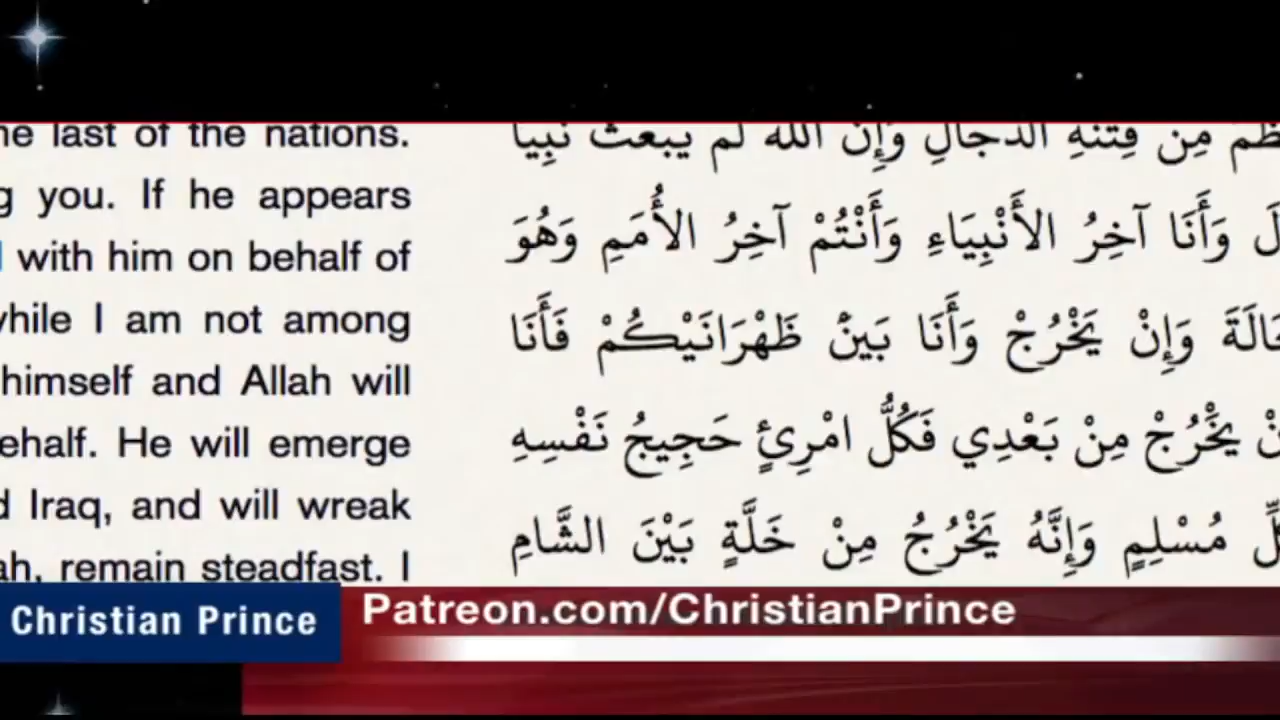 he last of the nations.
g you. If he appears
with him on behalf of
while I am not among
himself and Allah will
ehalf. He will emerge
d Iraq, and will wreak
ah, remain steadfast. I
ظم مِن فِتْنَةِ الدجالِ وَإِن الله لم يبعث نبِيا
لَ وَأَنَا آخِرُ الأَنْبِيَاءِ وَأَنْتُمْ آخِرُ الأُمَمِ وَهُوَ
حَالَةَ وَإِنْ يَخْرُجْ وَأَنَا بَيْنَ ظَهْرَانَيْكُمْ فَأَنَا
نْ يَخْرُجْ مِنْ بَعْدِي فَكُلُّ امْرِئٍ حَجِيجُ نَفْسِهِ
لِّ مُسْلِمٍ وَإِنَّهُ يَخْرُجُ مِنْ خَلَّةٍ بَيْنَ الشَّامِ
Christian Prince
Patreon.com/ChristianPrince